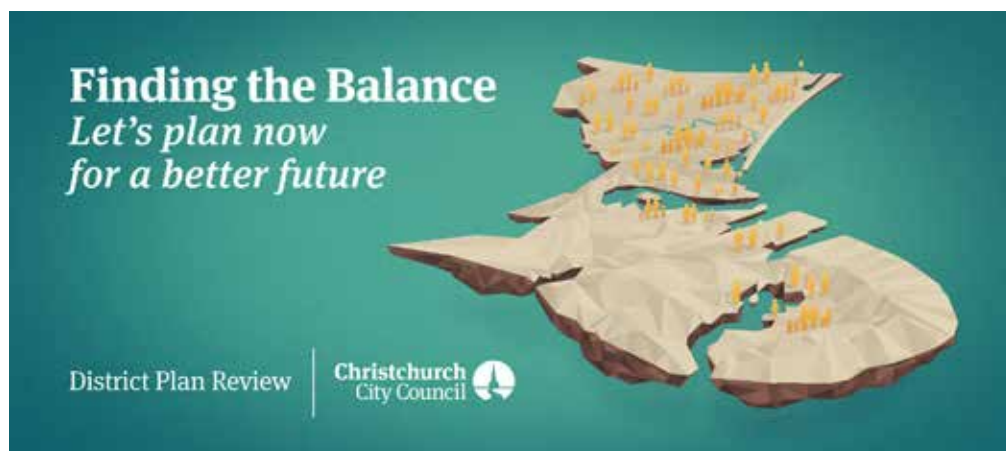 Finding the Balance
Let's plan now
for a better future
District Plan Review
Christchurch
City Council